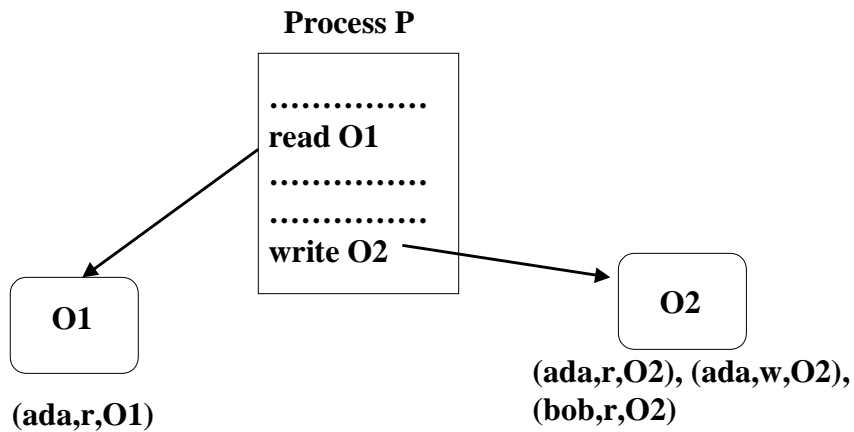 Process P
...............
read O1
...............
...............
write O2
O1
O2
(ada,r,O1)
(ada,r,O2), (ada,w,O2),
(bob,r,O2)